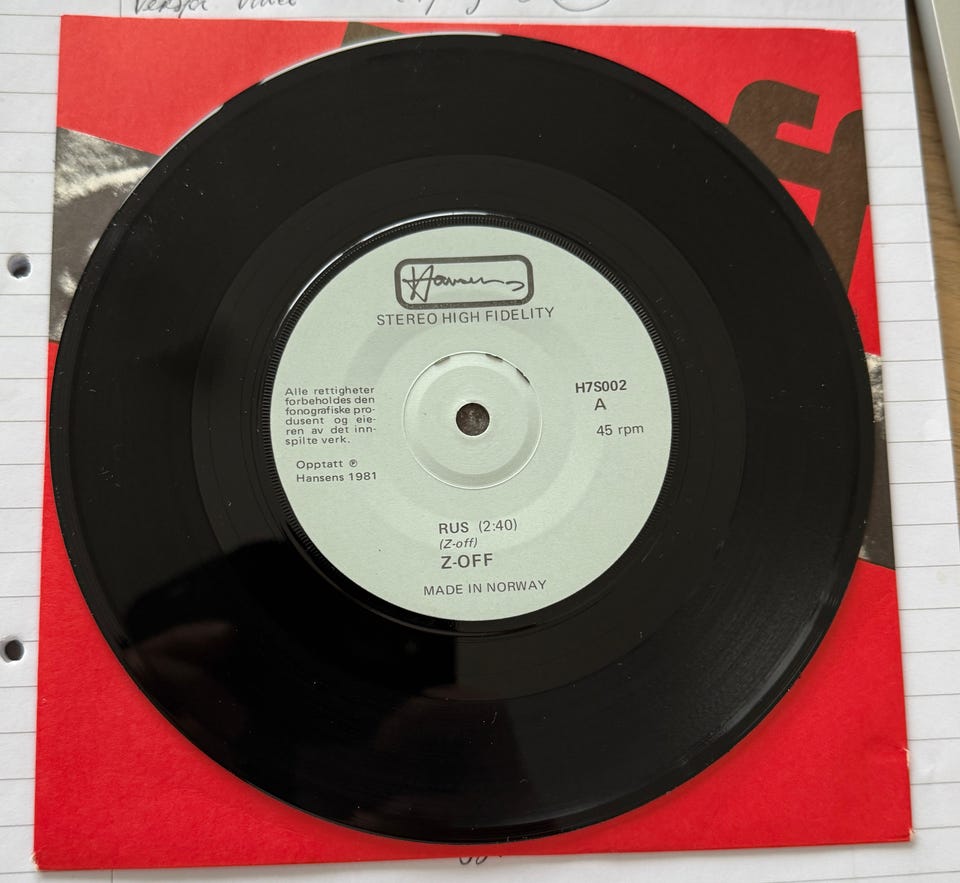 Hansens
STEREO HIGH FIDELITY
Alle rettigheter
forbeholdes den
fonografiske pro-
dusent og eie-
ren av det inn-
spilte verk.
Opptatt ℗
Hansens 1981
H7S002
A
45 rpm
RUS (2:40)
(Z-off)
Z-OFF
MADE IN NORWAY
ff